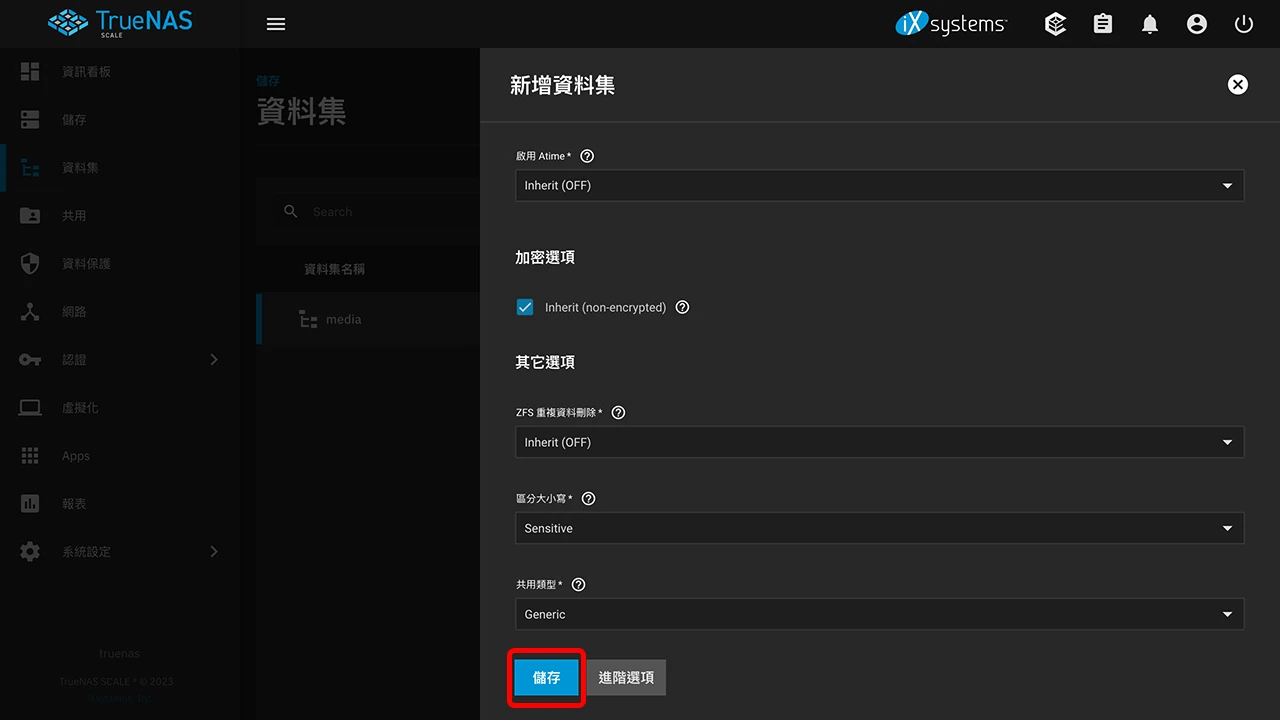 TrueNAS
SCALE
iXsystems
資訊看板
儲存
資料集
共用
資料保護
網路
認證
虛擬化
Apps
報表
系統設定
truenas
TrueNAS SCALE ® © 2023
儲存
資料集
Search
資料集名稱
media
新增資料集
啟用 Atime *
Inherit (OFF)
加密選項
Inherit (non-encrypted)
其它選項
ZFS 重複資料刪除 *
Inherit (OFF)
區分大小寫 *
Sensitive
共用類型 *
Generic
儲存
進階選項